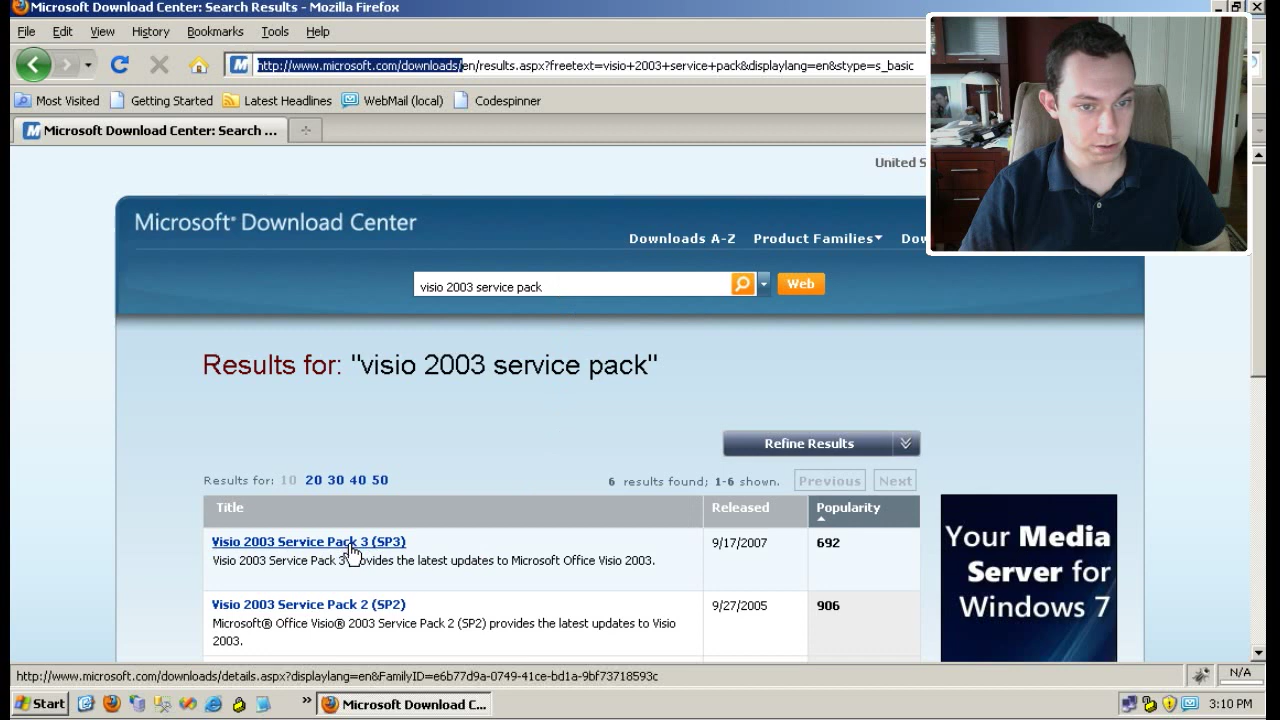 Microsoft Download Center: Search Results - Mozilla Firefox
File Edit View History Bookmarks Tools Help
http://www.microsoft.com/downloads/en/results.aspx?freetext=visio+2003+service+pack&displaylang=en&stype=s_basic
Most Visited Getting Started Latest Headlines WebMail (local) Codespinner
Microsoft Download Center: Search ...
United S
Microsoft® Download Center
Downloads A-Z Product Families Dow
visio 2003 service pack Web
Results for: "visio 2003 service pack"
Refine Results
Results for: 10 20 30 40 50 6 results found; 1-6 shown. Previous Next
Title Released Popularity
Visio 2003 Service Pack 3 (SP3) 9/17/2007 692
Visio 2003 Service Pack 3 provides the latest updates to Microsoft Office Visio 2003.
Visio 2003 Service Pack 2 (SP2) 9/27/2005 906
Microsoft® Office Visio® 2003 Service Pack 2 (SP2) provides the latest updates to Visio
2003.
Your Media
Server for
Windows 7
http://www.microsoft.com/downloads/details.aspx?displaylang=en&FamilyID=e6b77d9a-0749-41ce-bd1a-9bf73718593c N/A
Start Microsoft Download C... 3:10 PM